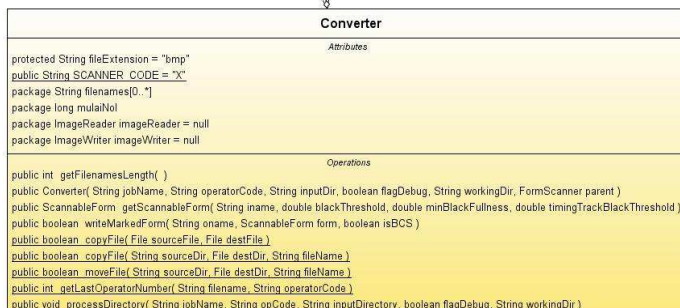 Converter
Attributes
protected String fileExtension = "bmp"
public String SCANNER_CODE = "X"
package String filenames[0..*]
package long mulaiNol
package ImageReader imageReader = null
package ImageWriter imageWriter = null
Operations
public int getFilenamesLength( )
public Converter( String jobName, String operatorCode, String inputDir, boolean flagDebug, String workingDir, FormScanner parent )
public ScannableForm getScannableForm( String iname, double blackThreshold, double minBlackFullness, double timingTrackBlackThreshold )
public boolean writeMarkedForm( String oname, ScannableForm form, boolean isBCS )
public boolean copyFile( File sourceFile, File destFile )
public boolean copyFile( String sourceDir, File destDir, String fileName )
public boolean moveFile( String sourceDir, File destDir, String fileName )
public int getLastOperatorNumber( String filename, String operatorCode )
public void processDirectory( String jobName, String opCode, String inputDirectory, boolean flagDebug, String workingDir )